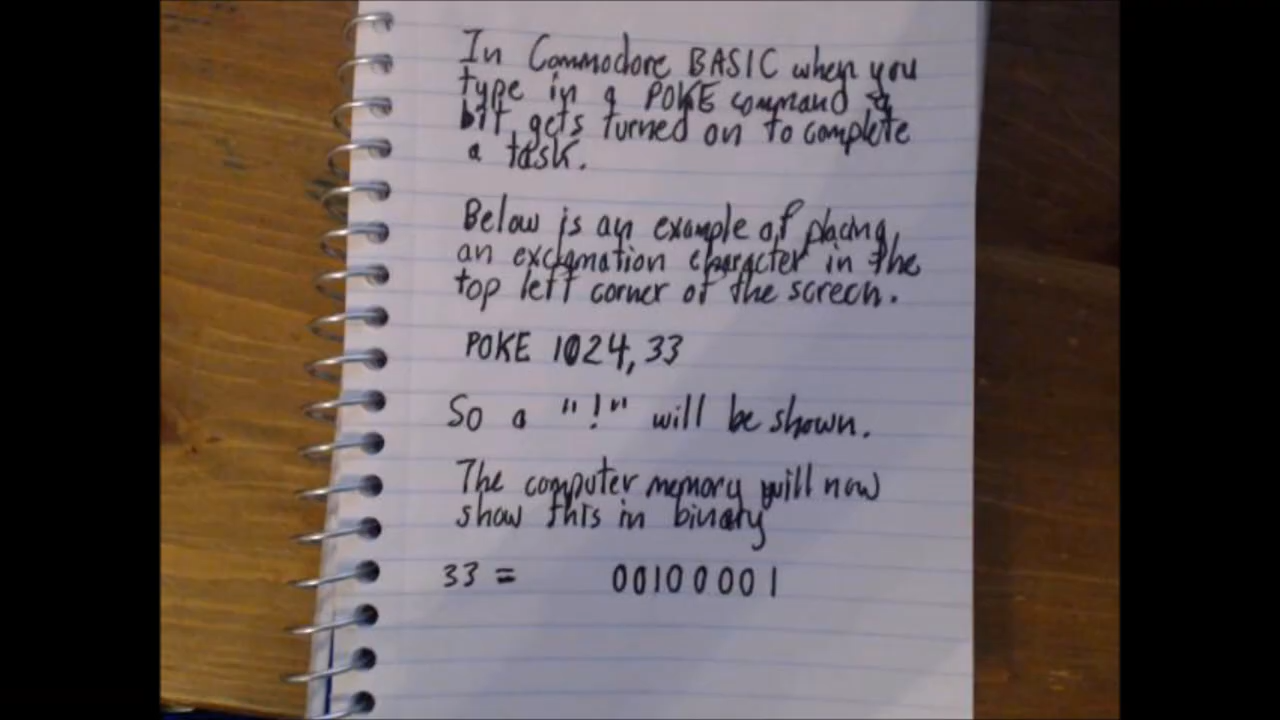 In Commodore BASIC when you
type in a POKE command a
bit gets turned on to complete
a task.
Below is an example of placing
an exclamation character in the
top left corner of the screen.
POKE 1024,33
So a "!" will be shown.
The computer memory will now
show this in binary
33 = 00100001